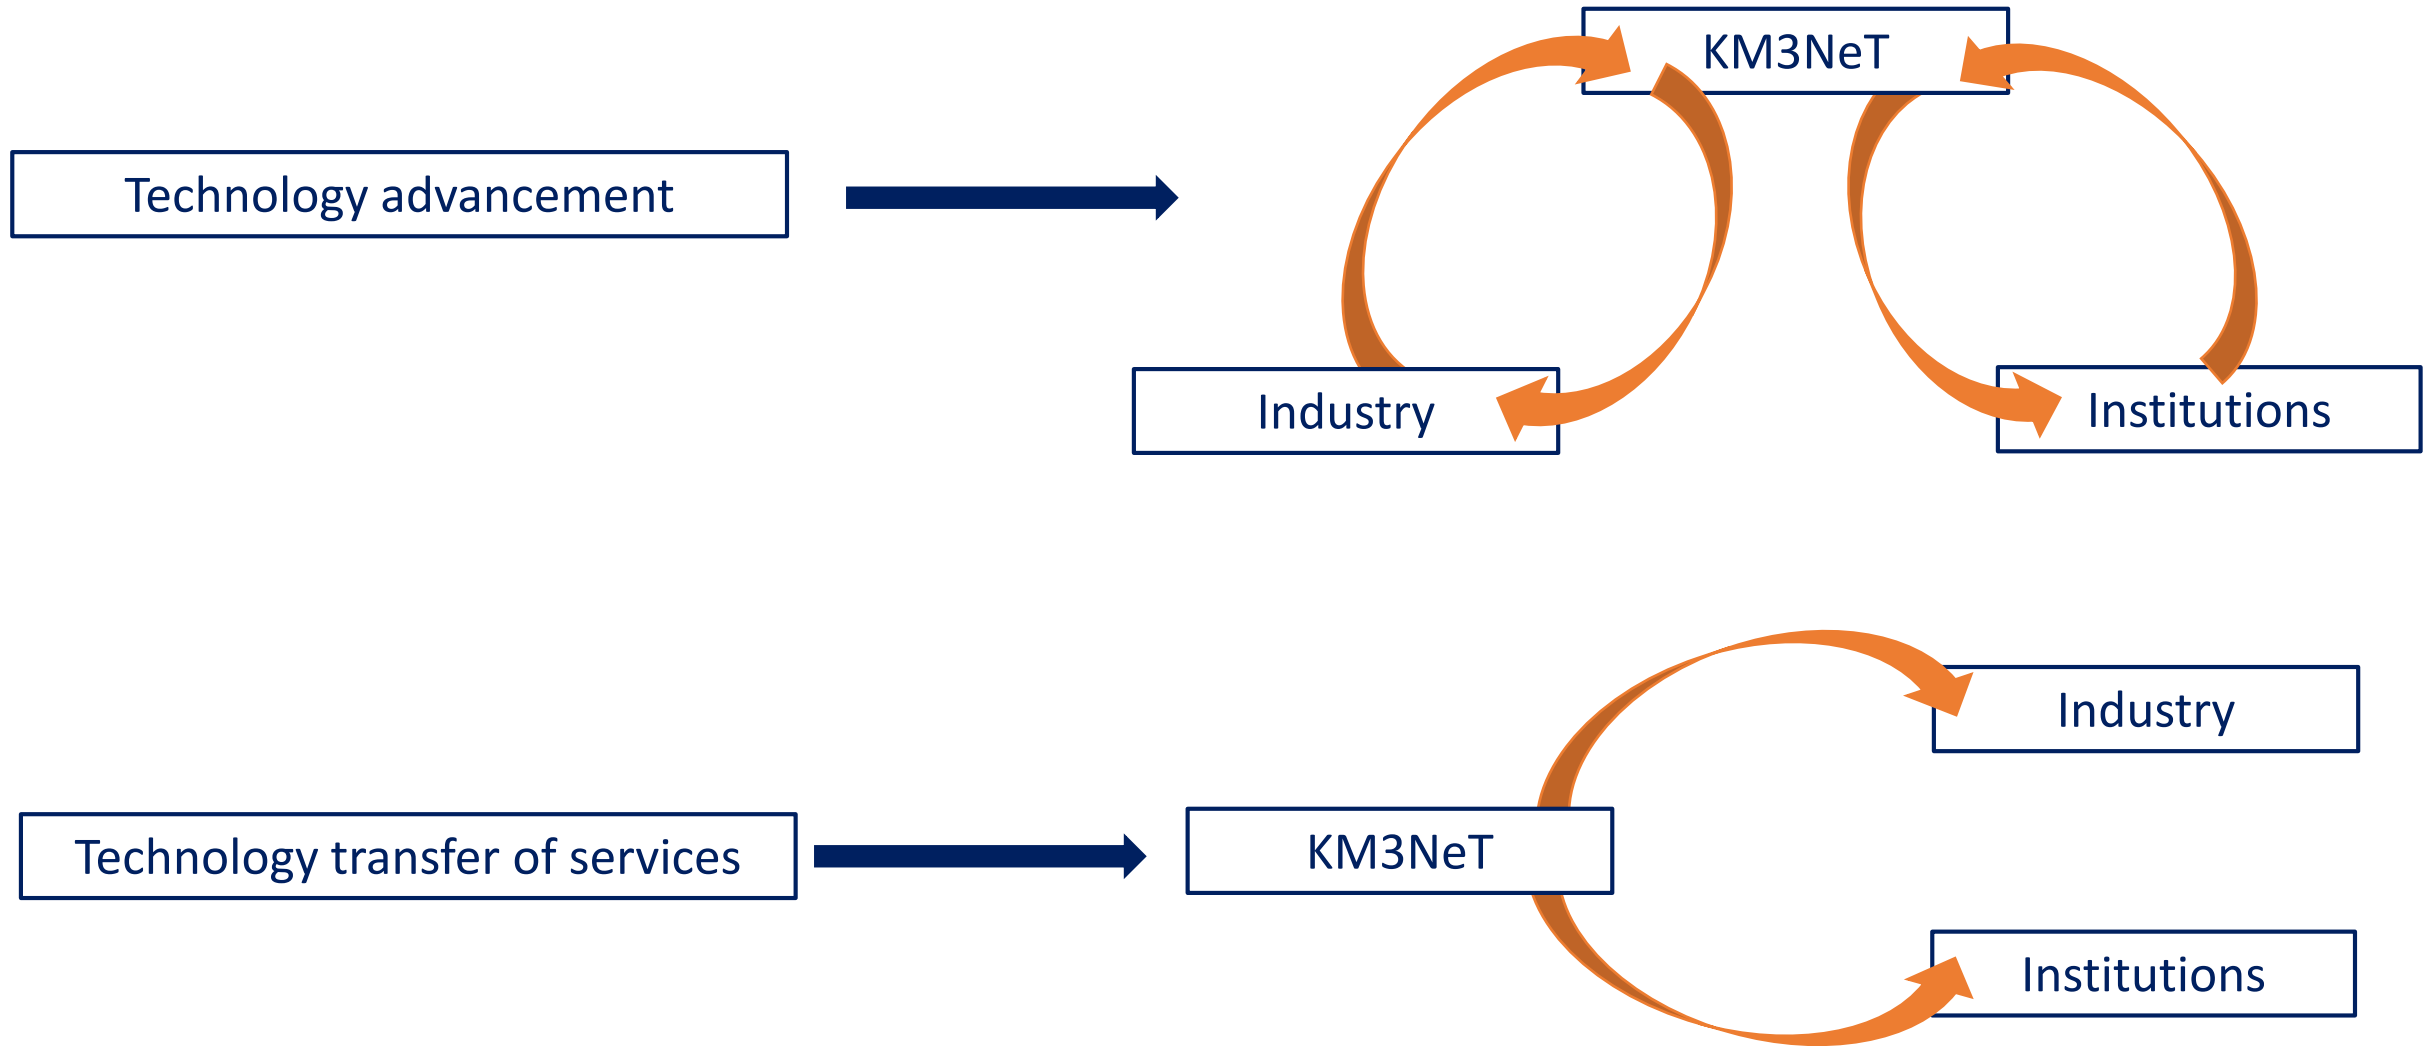 KM3NeT
Technology advancement
Industry
Institutions
Industry
Technology transfer of services
KM3NeT
Institutions